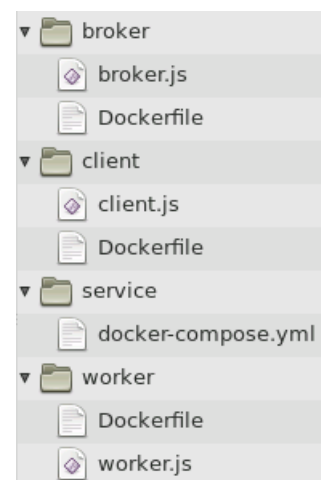 broker
broker.js
Dockerfile
client
client.js
Dockerfile
service
docker-compose.yml
worker
Dockerfile
worker.js